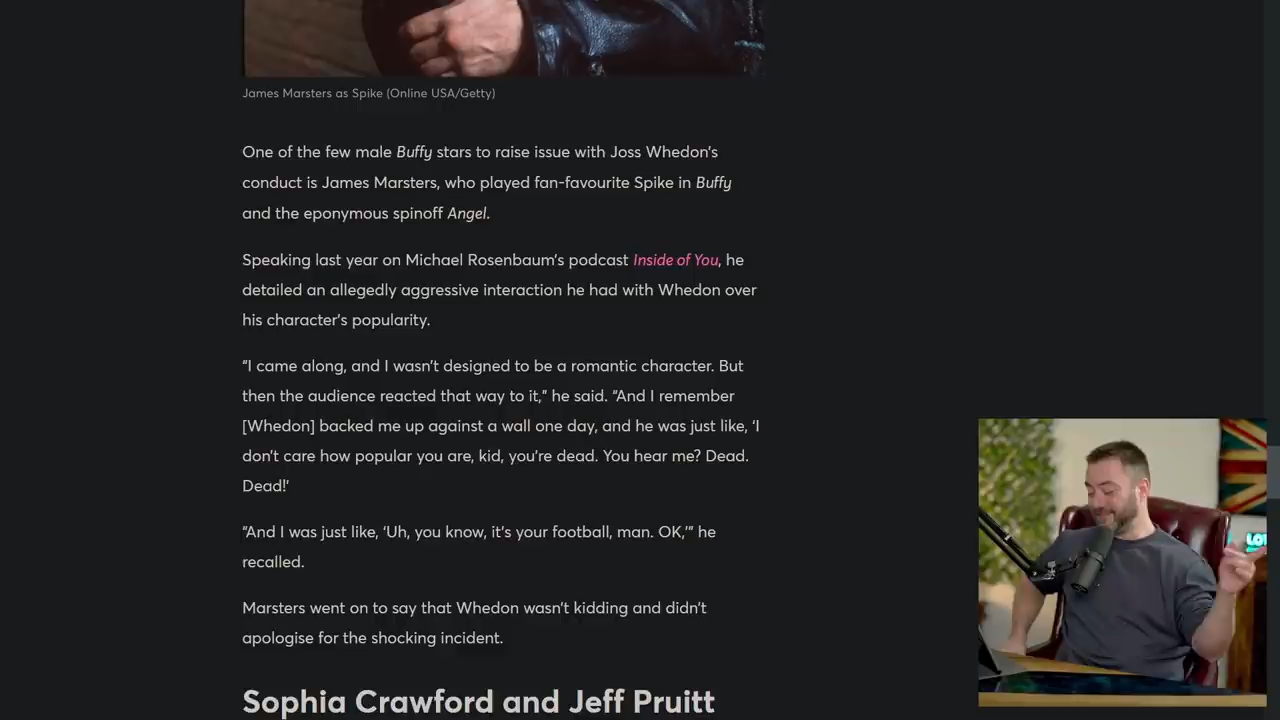 James Marsters as Spike (Online USA/Getty)
One of the few male Buffy stars to raise issue with Joss Whedon's
conduct is James Marsters, who played fan-favourite Spike in Buffy
and the eponymous spinoff Angel.
Speaking last year on Michael Rosenbaum's podcast Inside of You, he
detailed an allegedly aggressive interaction he had with Whedon over
his character's popularity.
“I came along, and I wasn't designed to be a romantic character. But
then the audience reacted that way to it,” he said. “And I remember
[Whedon] backed me up against a wall one day, and he was just like, ‘I
don't care how popular you are, kid, you're dead. You hear me? Dead.
Dead!’
“And I was just like, ‘Uh, you know, it's your football, man. OK,’” he
recalled.
Marsters went on to say that Whedon wasn't kidding and didn't
apologise for the shocking incident.
Sophia Crawford and Jeff Pruitt